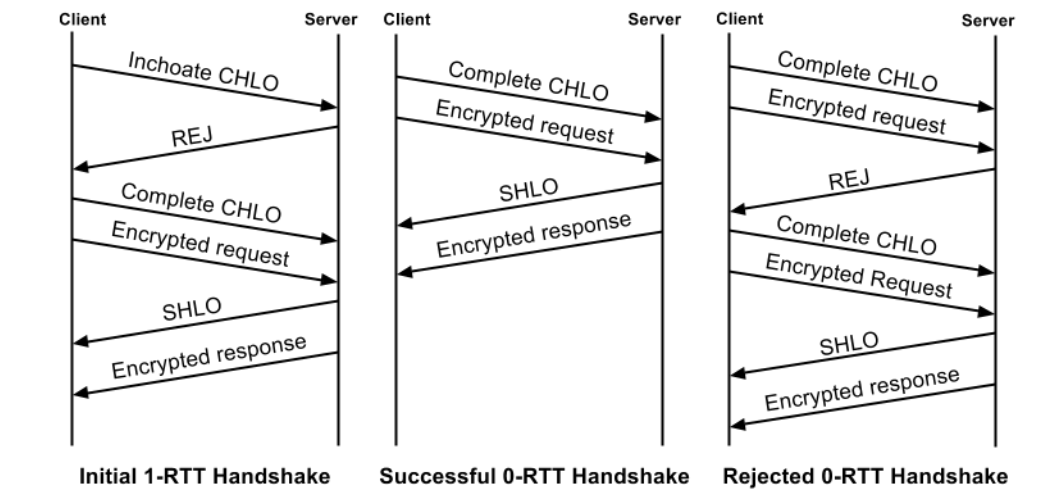 Client
Server
Inchoate CHLO
REJ
Complete CHLO
Encrypted request
SHLO
Encrypted response
Initial 1-RTT Handshake
Client
Server
Complete CHLO
Encrypted request
SHLO
Encrypted response
Successful 0-RTT Handshake
Client
Server
Complete CHLO
Encrypted request
REJ
Complete CHLO
Encrypted Request
SHLO
Encrypted response
Rejected 0-RTT Handshake